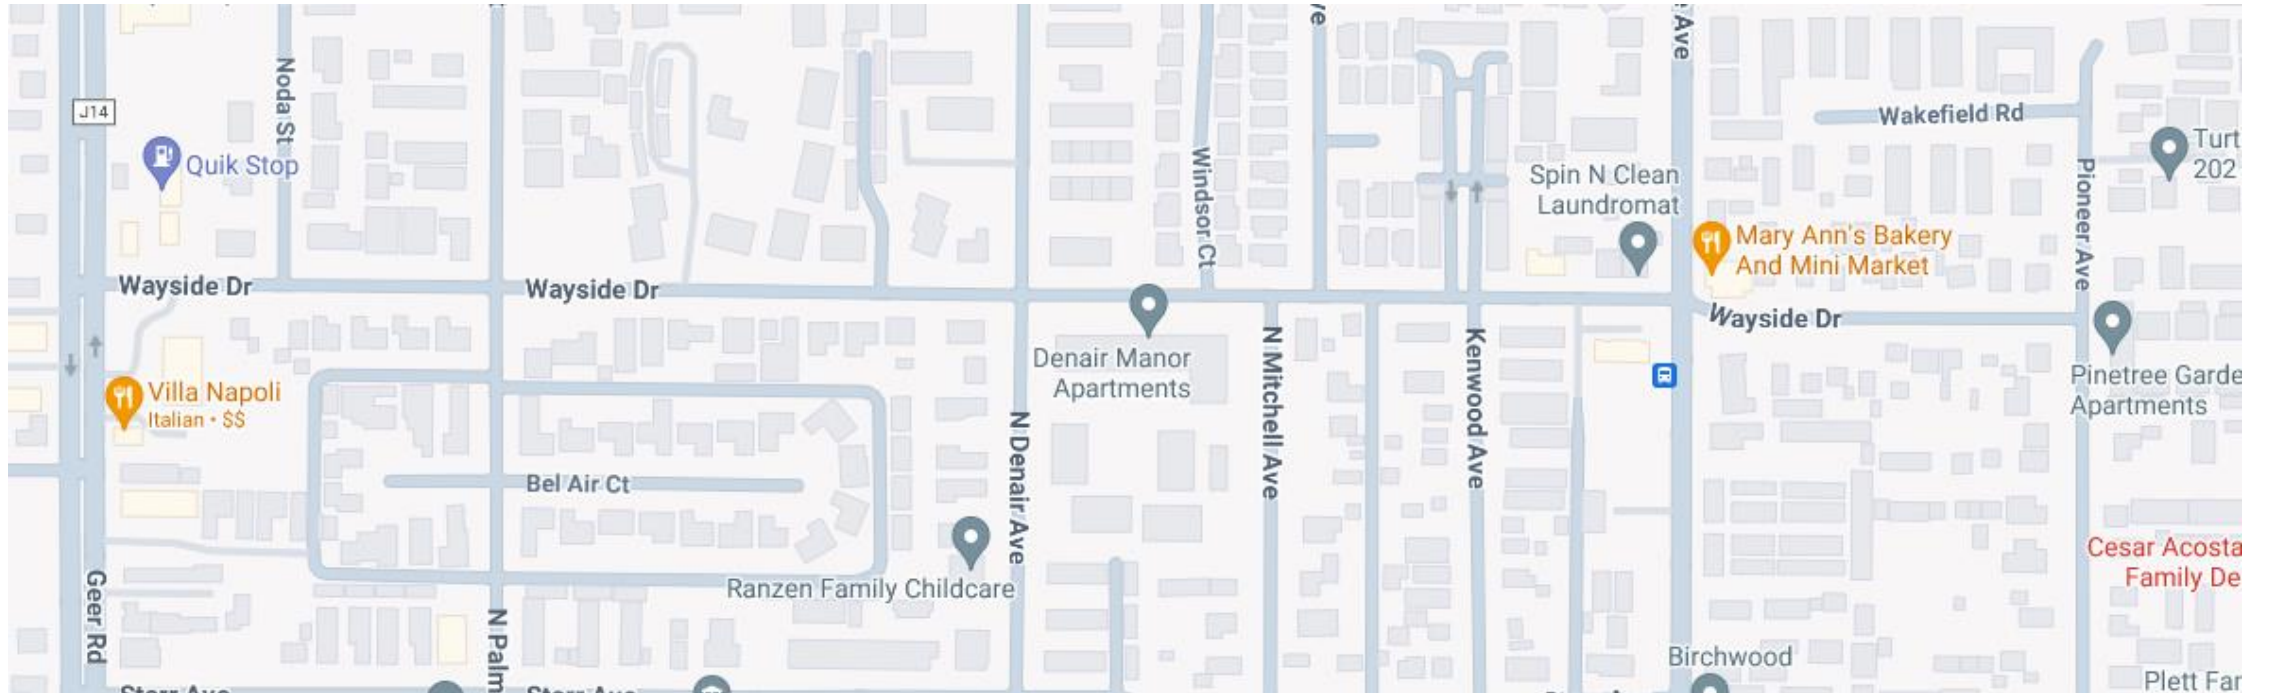 Ave
J14
Noda St
Quik Stop
Wakefield Rd
Turt
202
Windsor Ct
Spin N Clean
Laundromat
Pioneer Ave
Mary Ann's Bakery
And Mini Market
Wayside Dr
Wayside Dr
Wayside Dr
Denair Manor
Apartments
N Mitchell Ave
Kenwood Ave
Pinetree Garde
Apartments
Villa Napoli
Italian • $$
N Denair Ave
Bel Air Ct
Cesar Acosta
Family De
Ranzen Family Childcare
Geer Rd
N Palm
Birchwood
Plett Far